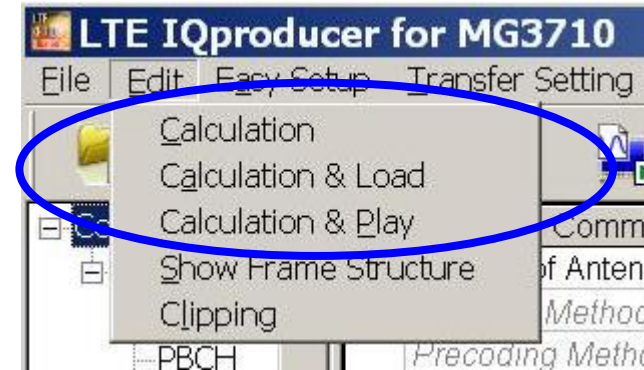 LTE IQproducer for MG3710
File Edit Easy Setup Transfer Setting
Calculation
Calculation & Load
Calculation & Play
Comm
Show Frame Structure
of Anten
Clipping
Method
PBCH
Precoding Metho